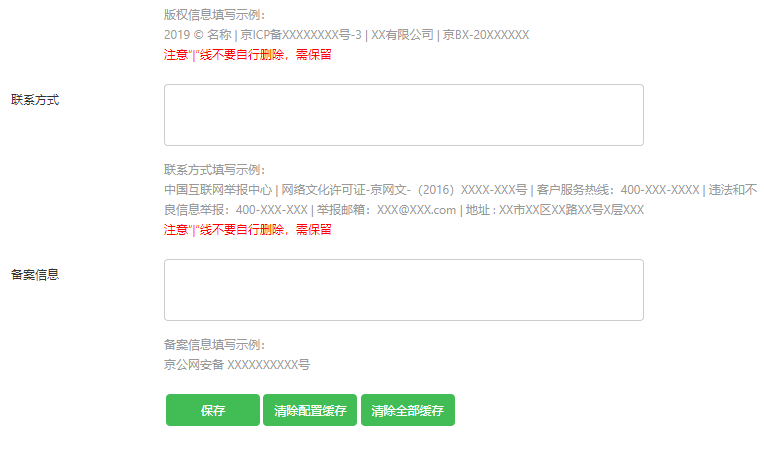 版权信息填写示例：
2019 © 名称 | 京ICP备XXXXXXXX号-3 | XX有限公司 | 京BX-20XXXXXX
注意“|”线不要自行删除，需保留
联系方式
联系方式填写示例：
中国互联网举报中心 | 网络文化许可证-京网文-（2016）XXXX-XXX号 | 客户服务热线：400-XXX-XXXX | 违法和不
良信息举报：400-XXX-XXX | 举报邮箱：XXX@XXX.com | 地址 : XX市XX区XX路XX号X层XXX
注意“|”线不要自行删除，需保留
备案信息
备案信息填写示例：
京公网安备 XXXXXXXXXX号
保存 清除配置缓存 清除全部缓存